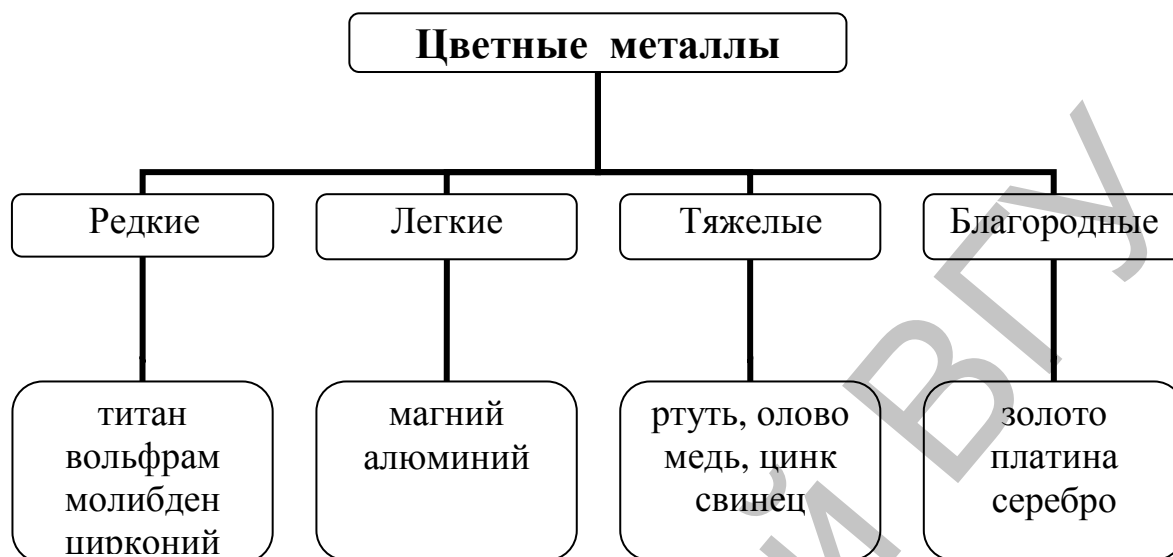 Цветные металлы
Редкие
Легкие
Тяжелые
Благородные
титан
вольфрам
молибден
цирконий
магний
алюминий
ртуть, олово
медь, цинк
свинец
золото
платина
серебро
й ВГУ